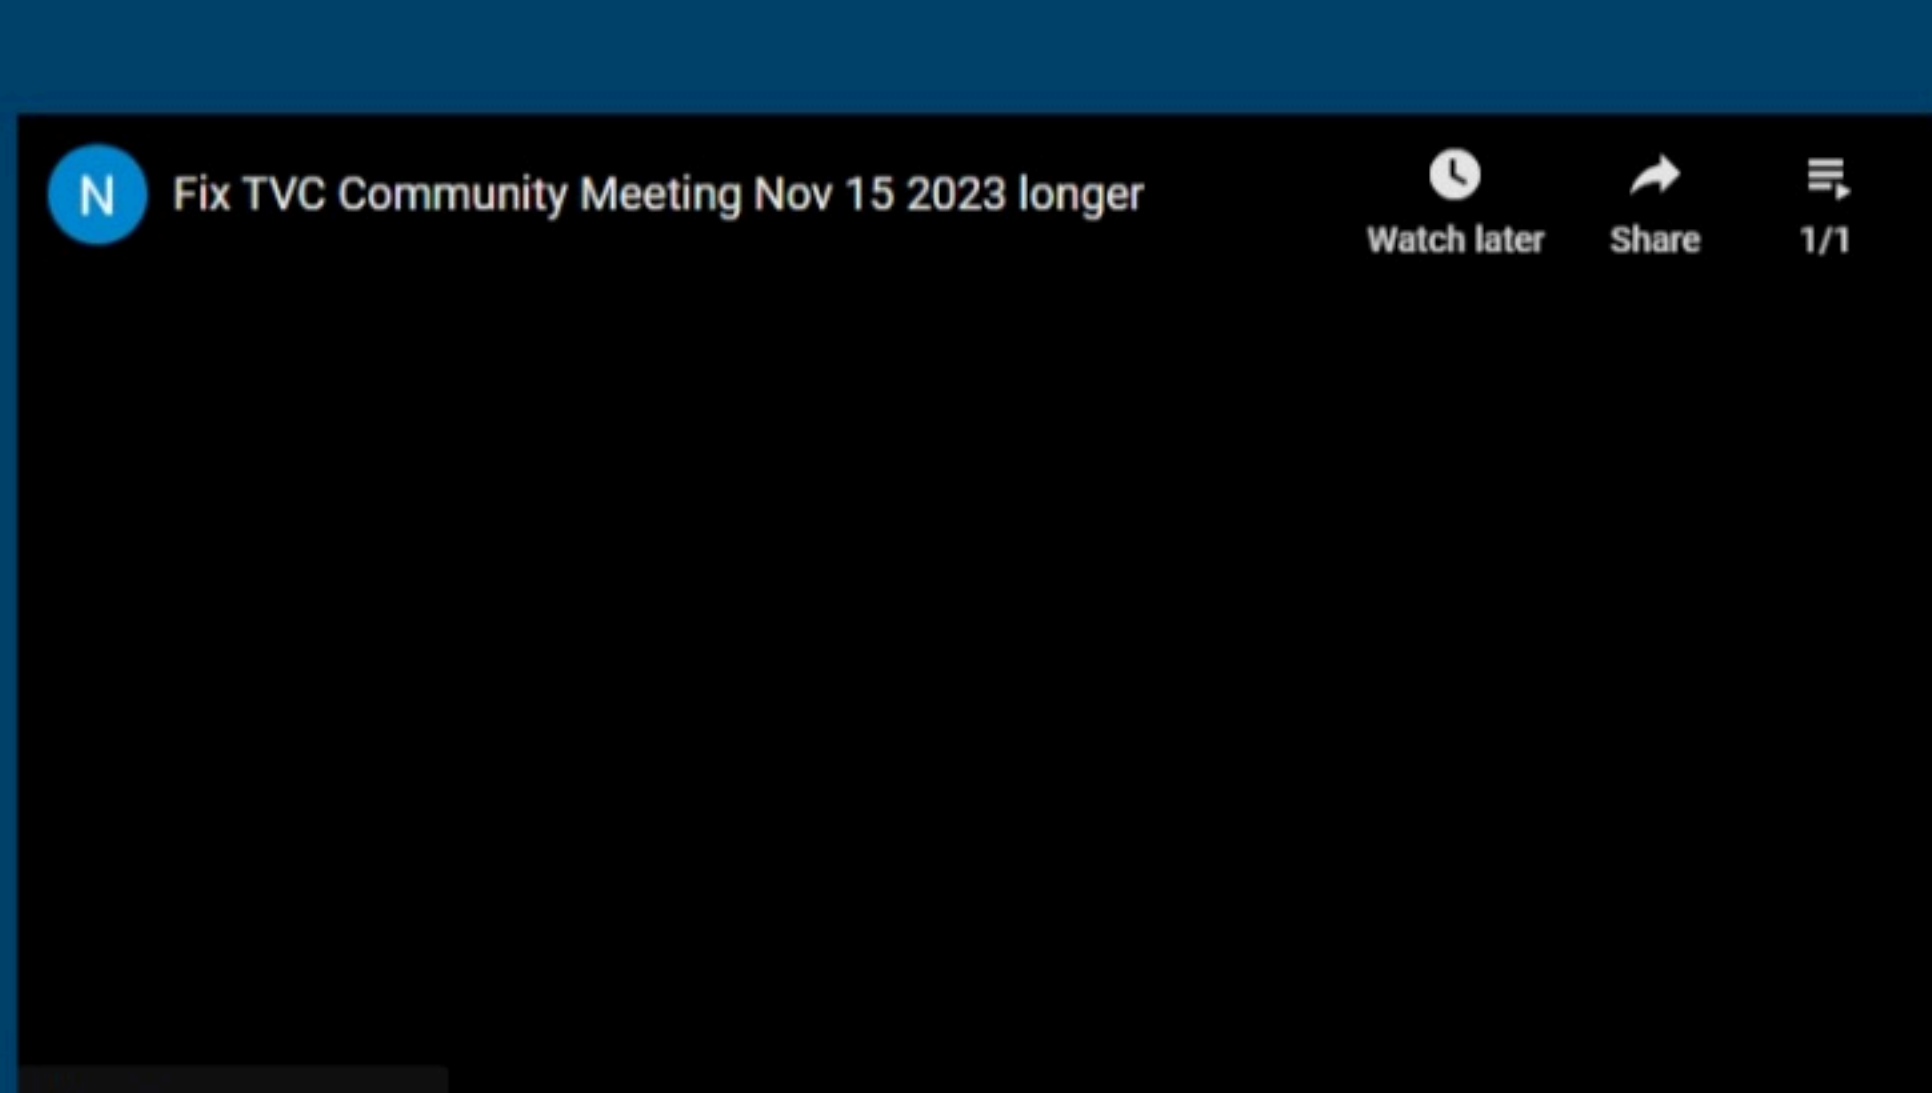 N
Fix TVC Community Meeting Nov 15 2023 longer
Watch later
Share
1/1